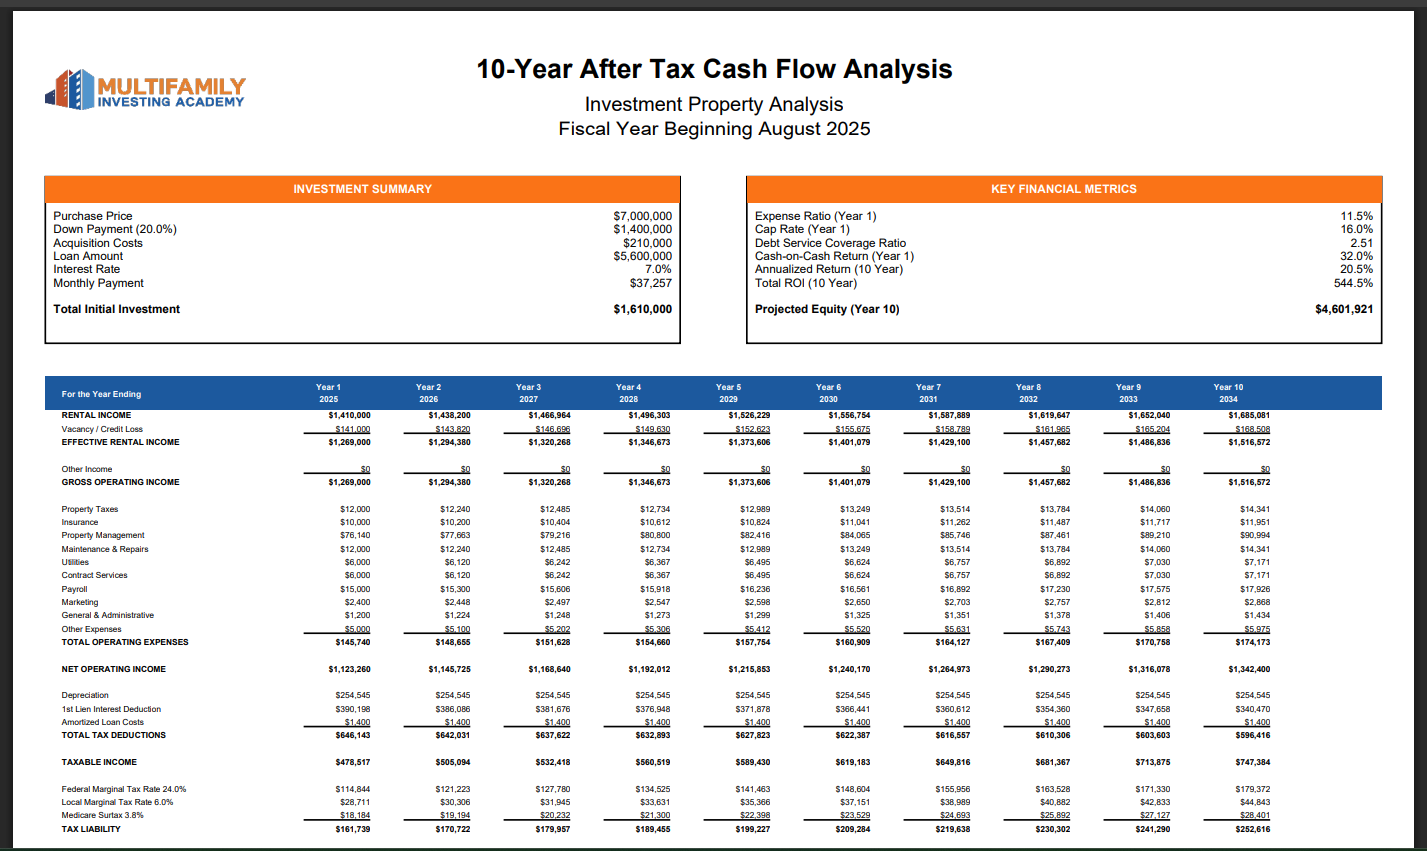 MULTIFAMILY
INVESTING ACADEMY
10-Year After Tax Cash Flow Analysis
Investment Property Analysis
Fiscal Year Beginning August 2025
INVESTMENT SUMMARY
Purchase Price $7,000,000
Down Payment (20.0%) $1,400,000
Acquisition Costs $210,000
Loan Amount $5,600,000
Interest Rate 7.0%
Monthly Payment $37,257
Total Initial Investment $1,610,000
KEY FINANCIAL METRICS
Expense Ratio (Year 1) 11.5%
Cap Rate (Year 1) 16.0%
Debt Service Coverage Ratio 2.51
Cash-on-Cash Return (Year 1) 32.0%
Annualized Return (10 Year) 20.5%
Total ROI (10 Year) 544.5%
Projected Equity (Year 10) $4,601,921
Year 1 Year 2 Year 3 Year 4 Year 5 Year 6 Year 7 Year 8 Year 9 Year 10
For the Year Ending
2025 2026 2027 2028 2029 2030 2031 2032 2033 2034
RENTAL INCOME $1,410,000 $1,438,200 $1,466,964 $1,496,303 $1,526,229 $1,556,754 $1,587,889 $1,619,647 $1,652,040 $1,685,081
Vacancy / Credit Loss $141,000 $143,820 $146,696 $149,630 $152,623 $155,675 $158,789 $161,965 $165,204 $168,508
EFFECTIVE RENTAL INCOME $1,269,000 $1,294,380 $1,320,268 $1,346,673 $1,373,606 $1,401,079 $1,429,100 $1,457,682 $1,486,836 $1,516,572
Other Income $0 $0 $0 $0 $0 $0 $0 $0 $0 $0
GROSS OPERATING INCOME $1,269,000 $1,294,380 $1,320,268 $1,346,673 $1,373,606 $1,401,079 $1,429,100 $1,457,682 $1,486,836 $1,516,572
Property Taxes $12,000 $12,240 $12,485 $12,734 $12,989 $13,249 $13,514 $13,784 $14,060 $14,341
Insurance $10,000 $10,200 $10,404 $10,612 $10,824 $11,041 $11,262 $11,487 $11,717 $11,951
Property Management $76,140 $77,663 $79,216 $80,800 $82,416 $84,065 $85,746 $87,461 $89,210 $90,994
Maintenance & Repairs $12,000 $12,240 $12,485 $12,734 $12,989 $13,249 $13,514 $13,784 $14,060 $14,341
Utilities $6,000 $6,120 $6,242 $6,367 $6,495 $6,624 $6,757 $6,892 $7,030 $7,171
Contract Services $6,000 $6,120 $6,242 $6,367 $6,495 $6,624 $6,757 $6,892 $7,030 $7,171
Payroll $15,000 $15,300 $15,606 $15,918 $16,236 $16,561 $16,892 $17,230 $17,575 $17,926
Marketing $2,400 $2,448 $2,497 $2,547 $2,598 $2,650 $2,703 $2,757 $2,812 $2,868
General & Administrative $1,200 $1,224 $1,248 $1,273 $1,299 $1,325 $1,351 $1,378 $1,406 $1,434
Other Expenses $5,000 $5,100 $5,202 $5,306 $5,412 $5,520 $5,631 $5,743 $5,858 $5,975
TOTAL OPERATING EXPENSES $145,740 $148,655 $151,628 $154,660 $157,754 $160,909 $164,127 $167,409 $170,758 $174,173
NET OPERATING INCOME $1,123,260 $1,145,725 $1,168,640 $1,192,012 $1,215,853 $1,240,170 $1,264,973 $1,290,273 $1,316,078 $1,342,400
Depreciation $254,545 $254,545 $254,545 $254,545 $254,545 $254,545 $254,545 $254,545 $254,545 $254,545
1st Lien Interest Deduction $390,198 $386,086 $381,676 $376,948 $371,878 $366,441 $360,612 $354,360 $347,658 $340,470
Amortized Loan Costs $1,400 $1,400 $1,400 $1,400 $1,400 $1,400 $1,400 $1,400 $1,400 $1,400
TOTAL TAX DEDUCTIONS $646,143 $642,031 $637,622 $632,893 $627,823 $622,387 $616,557 $610,306 $603,603 $596,416
TAXABLE INCOME $478,517 $505,094 $532,418 $560,519 $589,430 $619,183 $649,816 $681,367 $713,875 $747,384
Federal Marginal Tax Rate 24.0% $114,844 $121,223 $127,780 $134,525 $141,463 $148,604 $155,956 $163,528 $171,330 $179,372
Local Marginal Tax Rate 6.0% $28,711 $30,306 $31,945 $33,631 $35,366 $37,151 $38,989 $40,882 $42,833 $44,843
Medicare Surtax 3.8% $18,184 $19,194 $20,232 $21,300 $22,398 $23,529 $24,693 $25,892 $27,127 $28,401
TAX LIABILITY $161,739 $170,722 $179,957 $189,455 $199,227 $209,284 $219,638 $230,302 $241,290 $252,616